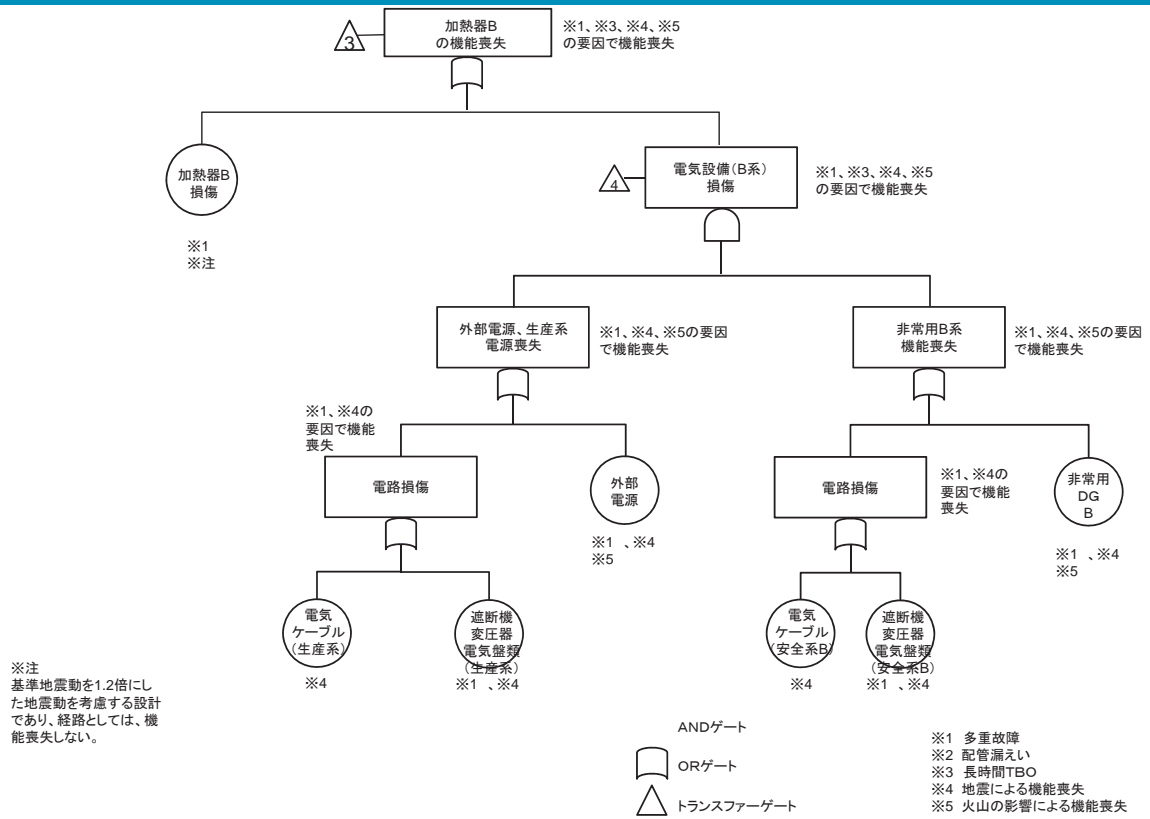 加熱器B
の機能喪失
※1、※3、※4、※5
の要因で機能喪失
3
加熱器B
損傷
※1
※注
4
電気設備(B系)
損傷
※1、※3、※4、※5
の要因で機能喪失
外部電源、生産系
電源喪失
※1、※4、※5の要因
で機能喪失
非常用B系
機能喪失
※1、※4、※5の要因
で機能喪失
※1、※4の
要因で機能
喪失
電路損傷
外部
電源
※1 、※4
※5
電路損傷
※1、※4の
要因で機能
喪失
非常用
DG
B
※1 、※4
※5
電気
ケーブル
(生産系)
※4
遮断機
変圧器
電気盤類
(生産系)
※1 、※4
電気
ケーブル
(安全系B)
※4
遮断機
変圧器
電気盤類
(安全系B)
※1 、※4
※注
基準地震動を1.2倍にし
た地震動を考慮する設計
であり、経路としては、機
能喪失しない。
ANDゲート
ORゲート
トランスファーゲート
※1 多重故障
※2 配管漏えい
※3 長時間TBO
※4 地震による機能喪失
※5 火山の影響による機能喪失